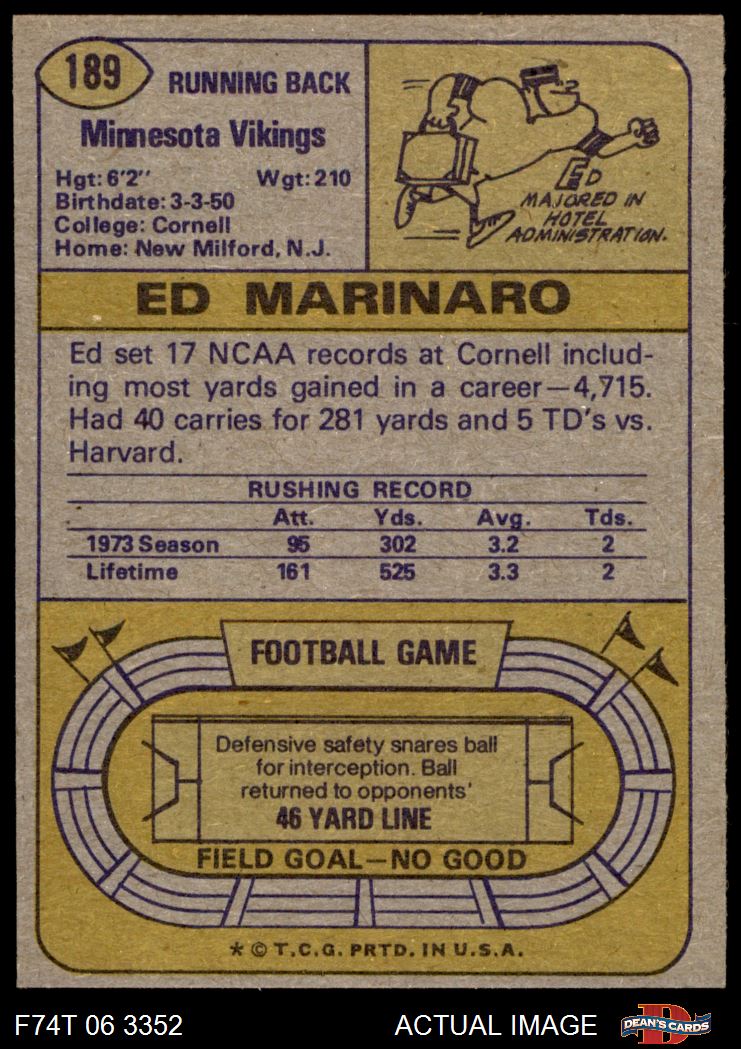 189
RUNNING BACK
Minnesota Vikings
Hgt: 6'2"  Wgt: 210
Birthdate: 3-3-50
College: Cornell
Home: New Milford, N.J.
ED
MAJORED IN
HOTEL
ADMINISTRATION.
ED MARINARO
Ed set 17 NCAA records at Cornell includ-
ing most yards gained in a career—4,715.
Had 40 carries for 281 yards and 5 TD's vs.
Harvard.
RUSHING RECORD
Att. Yds. Avg. Tds.
1973 Season 95 302 3.2 2
Lifetime 161 525 3.3 2
FOOTBALL GAME
Defensive safety snares ball
for interception. Ball
returned to opponents'
46 YARD LINE
FIELD GOAL—NO GOOD
* © T.C.G. PRTD. IN U.S.A.
F74T 06 3352 ACTUAL IMAGE
D
DEAN'S CARDS